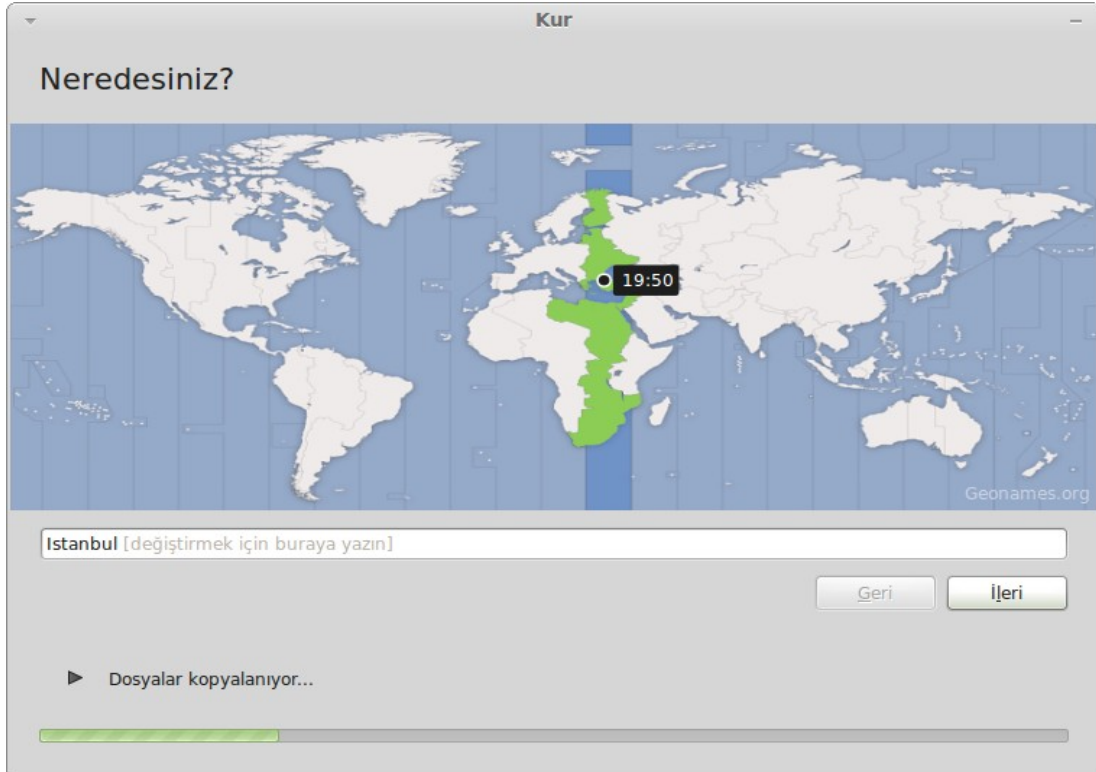 Kur
Neredesiniz?
19:50
Geonames.org
Istanbul [değiştirmek için buraya yazın]
Geri
İleri
Dosyalar kopyalanıyor...